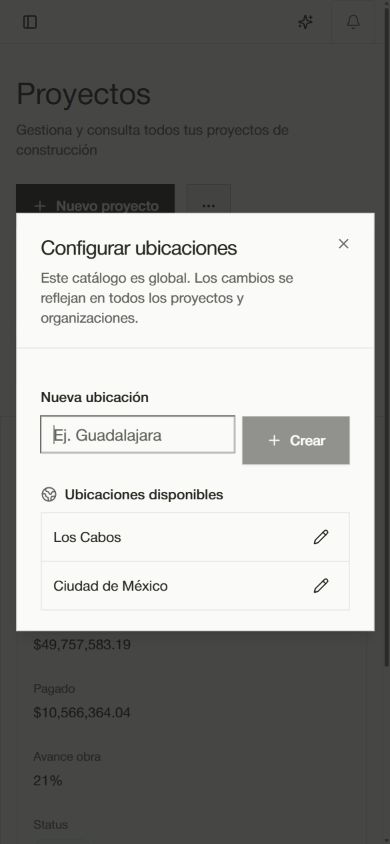 Proyectos
Gestiona y consulta todos tus proyectos de
construcción
Nuevo proyecto
...
Configurar ubicaciones
Este catálogo es global. Los cambios se
reflejan en todos los proyectos y
organizaciones.
Nueva ubicación
Ej. Guadalajara
Crear
Ubicaciones disponibles
Los Cabos
Ciudad de México
$49,757,583.19
Pagado
$10,566,364.04
Avance obra
21%
Status